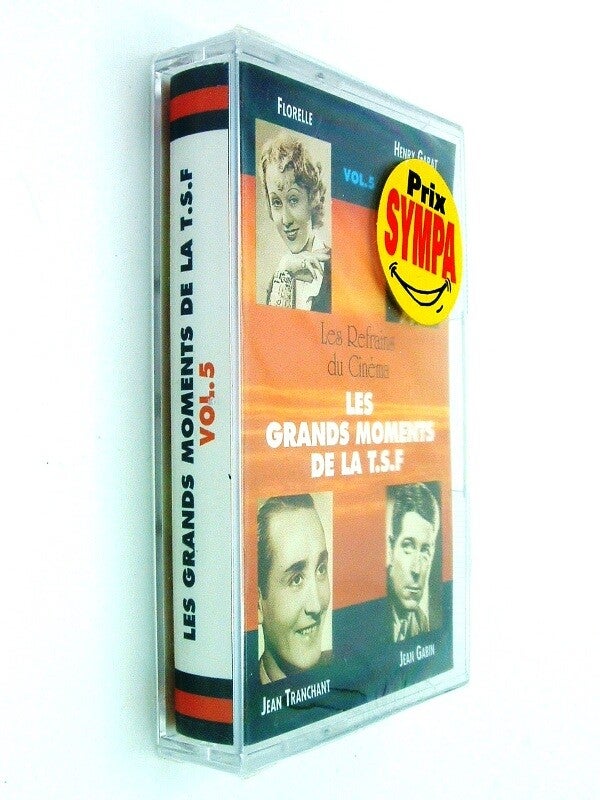 LES GRANDS MOMENTS DE LA T.S.F
VOL.5
FLORELLE
HENRY GARAT
VOL.5
Prix
SYMPA
Les Refrains
du Cinéma
LES
GRANDS MOMENTS
DE LA T.S.F
JEAN TRANCHANT
JEAN GABIN